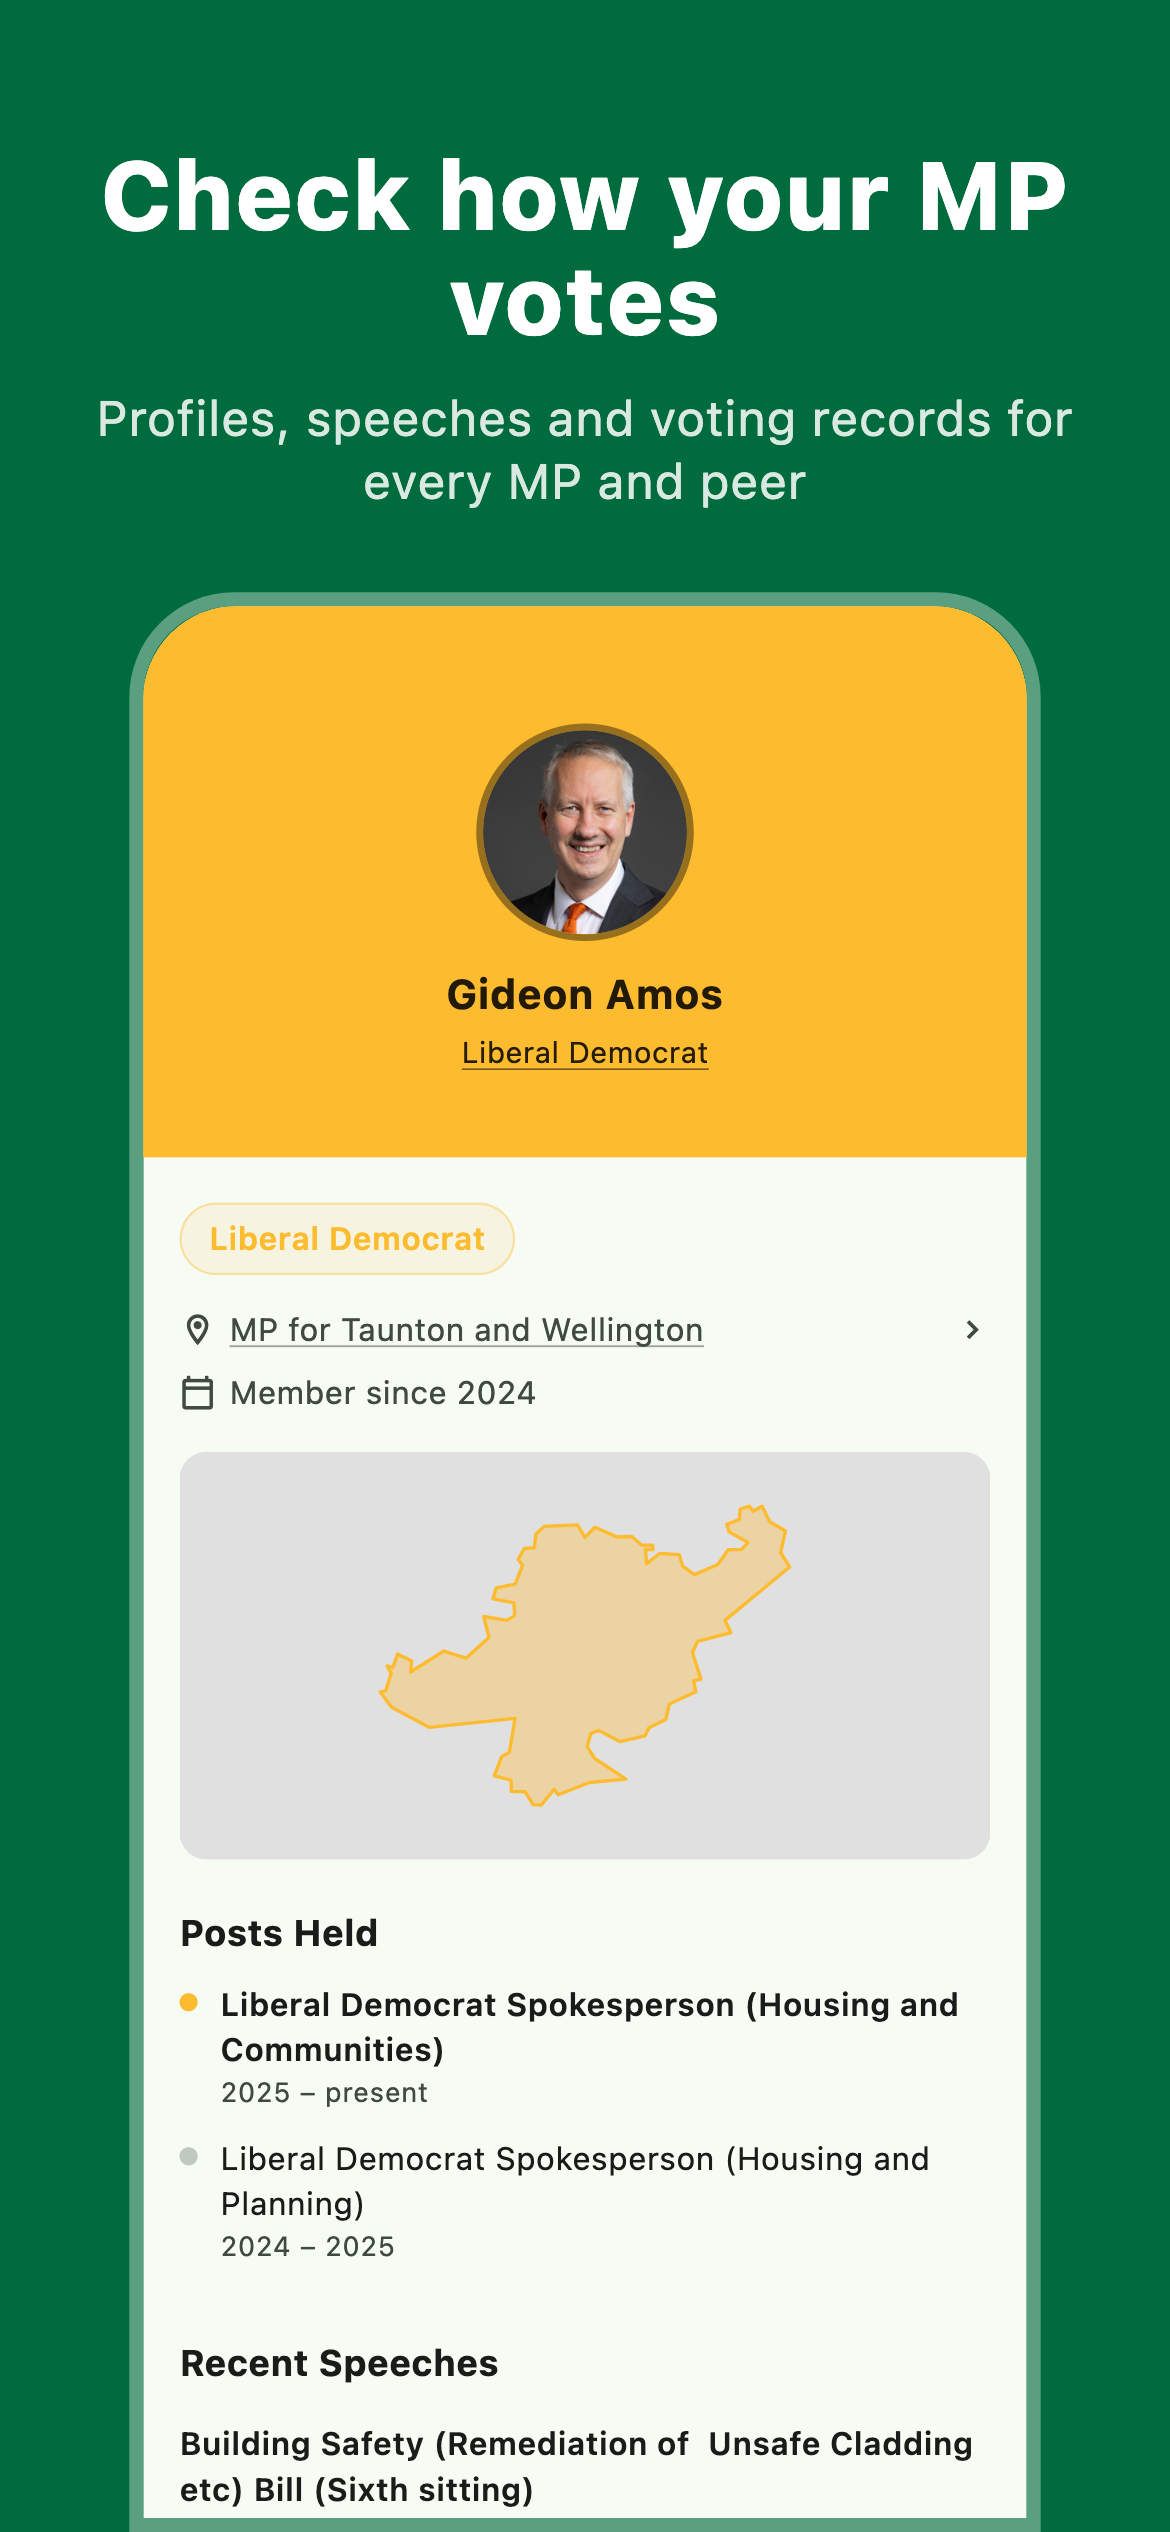 Check how your MP
votes
Profiles, speeches and voting records for
every MP and peer
Gideon Amos
Liberal Democrat
Liberal Democrat
MP for Taunton and Wellington
Member since 2024
Posts Held
Liberal Democrat Spokesperson (Housing and
Communities)
2025 – present
Liberal Democrat Spokesperson (Housing and
Planning)
2024 – 2025
Recent Speeches
Building Safety (Remediation of  Unsafe Cladding
etc) Bill (Sixth sitting)